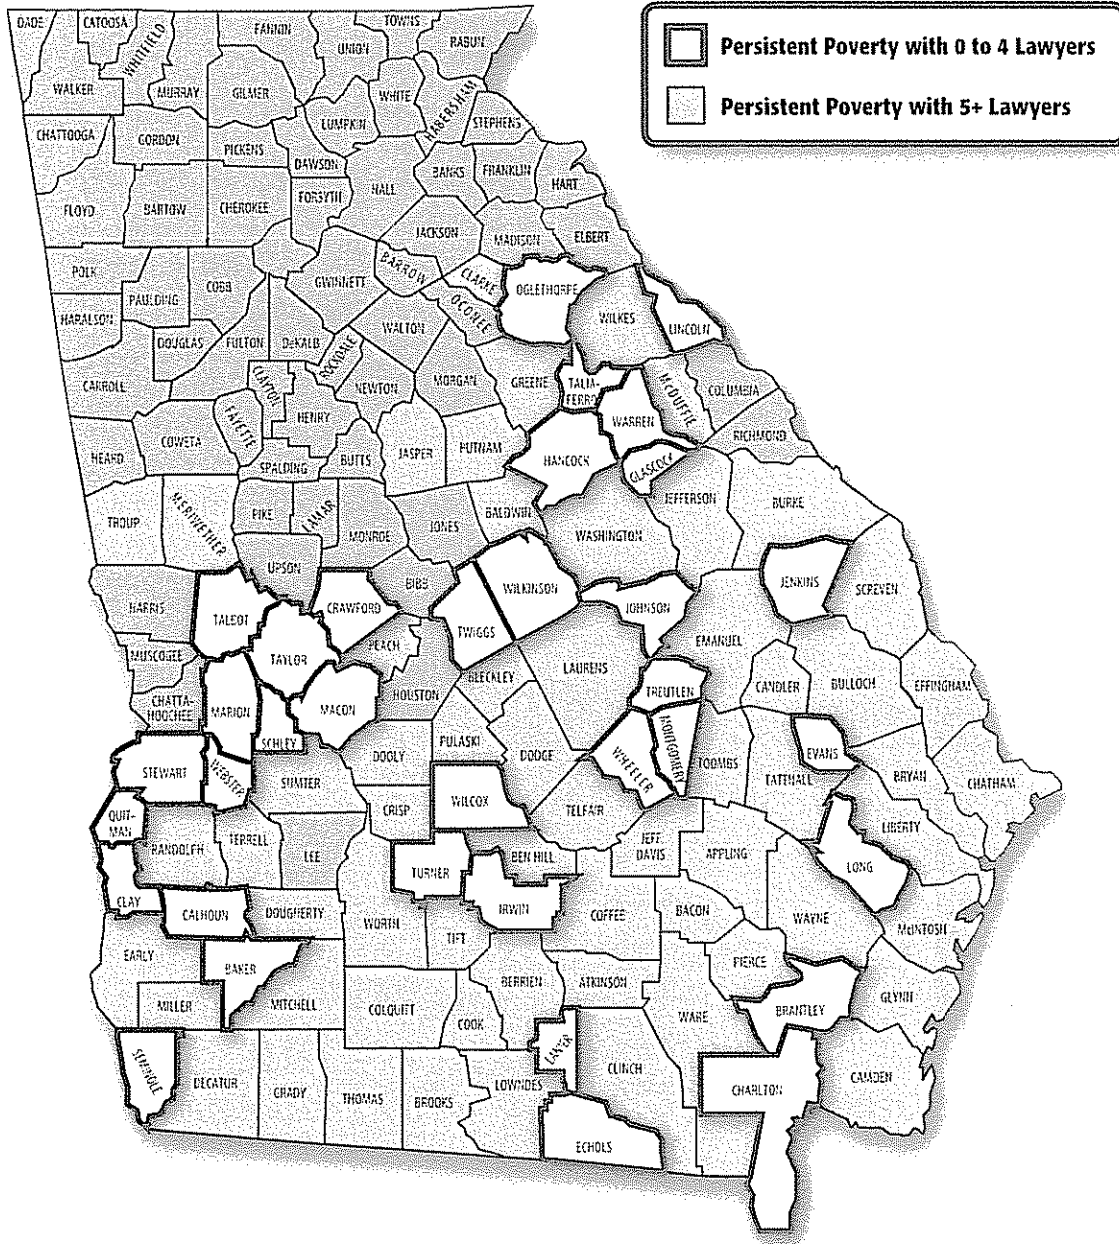 Persistent Poverty with 0 to 4 Lawyers
Persistent Poverty with 5+ Lawyers
DADE
CATOOSA
WHITFIELD
FANNIN
TOWNS
UNION
RABUN
WALKER
MURRAY
GILMER
WHITE
HABERSHAM
LUMPKIN
STEPHENS
CHATTOOGA
GORDON
PICKENS
DAWSON
HALL
BANKS
FRANKLIN
HART
FLOYD
BARTOW
CHEROKEE
FORSYTH
JACKSON
MADISON
ELBERT
POLK
PAULDING
COBB
GWINNETT
BARROW
CLARKE
OCONEE
OGLETHORPE
WILKES
LINCOLN
HARALSON
DOUGLAS
FULTON
DeKALB
ROCKDALE
WALTON
CARROLL
CLAYTON
NEWTON
MORGAN
GREENE
TALIA-
FERRO
McDUFFIE
COLUMBIA
HEARD
COWETA
FAYETTE
HENRY
SPALDING
BUTTS
JASPER
PUTNAM
HANCOCK
WARREN
GLASCOCK
RICHMOND
TROUP
MERIWETHER
PIKE
LAMAR
MONROE
JONES
BALDWIN
WASHINGTON
JEFFERSON
BURKE
HARRIS
UPSON
BIBB
WILKINSON
JENKINS
SCREVEN
TALBOT
CRAWFORD
TWIGGS
JOHNSON
EMANUEL
MUSCOGEE
TAYLOR
PEACH
HOUSTON
BLECKLEY
LAURENS
TREUTLEN
CANDLER
BULLOCH
EFFINGHAM
CHATTA-
HOOCHEE
MARION
SCHLEY
MACON
DOOLY
PULASKI
DODGE
WHEELER
MONTGOMERY
TOOMBS
TATTNALL
EVANS
BRYAN
CHATHAM
STEWART
WEBSTER
SUMTER
CRISP
WILCOX
TELFAIR
LIBERTY
QUIT-
MAN
RANDOLPH
TERRELL
LEE
TURNER
BEN HILL
JEFF
DAVIS
APPLING
LONG
CLAY
CALHOUN
DOUGHERTY
WORTH
IRWIN
COFFEE
BACON
WAYNE
McINTOSH
EARLY
BAKER
TIFT
PIERCE
MILLER
MITCHELL
COLQUITT
COOK
BERRIEN
ATKINSON
WARE
BRANTLEY
GLYNN
SEMINOLE
DECATUR
GRADY
THOMAS
BROOKS
LOWNDES
LANIER
CLINCH
CHARLTON
CAMDEN
ECHOLS